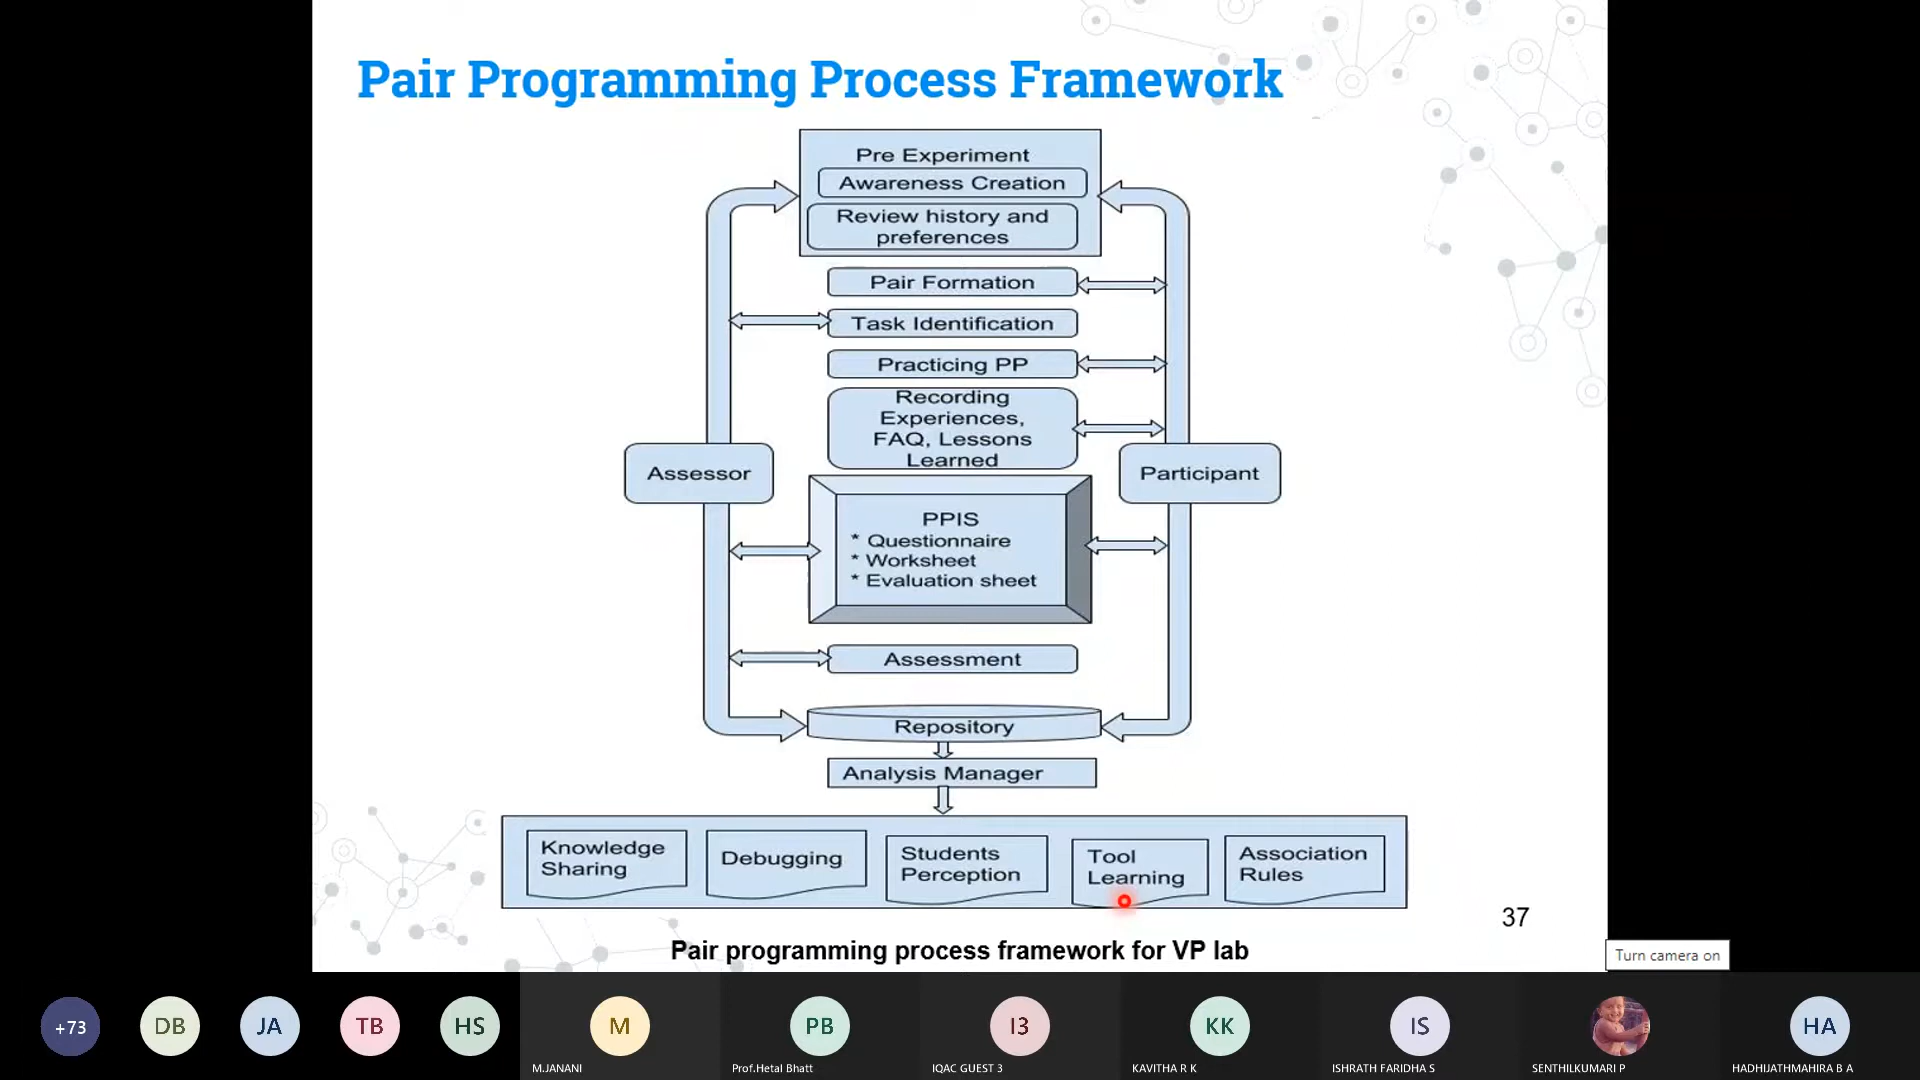 Pair Programming Process Framework
Pre Experiment
Awareness Creation
Review history and
preferences
Pair Formation
Task Identification
Practicing PP
Recording
Experiences,
FAQ, Lessons
Learned
Assessor
Participant
PPIS
* Questionnaire
* Worksheet
* Evaluation sheet
Assessment
Repository
Analysis Manager
Knowledge
Sharing
Debugging
Students
Perception
Tool
Learning
Association
Rules
37
Pair programming process framework for VP lab
Turn camera on
+73
DB
JA
TB
HS
M
PB
I3
KK
IS
HA
M.JANANI
Prof.Hetal Bhatt
IQAC GUEST 3
KAVITHA R K
ISHRATH FARIDHA S
SENTHILKUMARI P
HADHIJATHMAHIRA B A